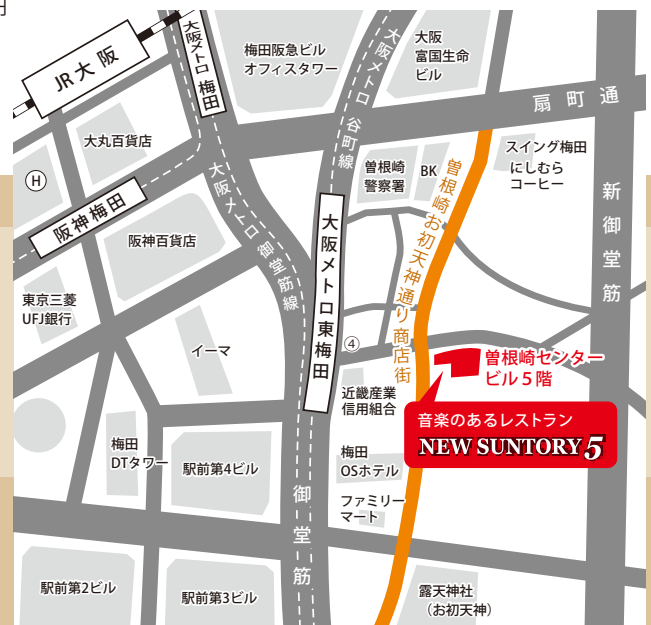 円
JR大阪
大阪メトロ 梅田
梅田阪急ビル
オフィスタワー
大阪メトロ 谷町線
大阪
富国生命
ビル
扇町通
大丸百貨店
H
阪神梅田
大阪メトロ 御堂筋線
阪神百貨店
曽根崎
警察署
BK
曽根崎お初天神通り商店街
スイング梅田
にしむら
コーヒー
新御堂筋
大阪メトロ東梅田
東京三菱
UFJ銀行
イーマ
④
曽根崎センター
ビル5階
近畿産業
信用組合
音楽のあるレストラン
NEW SUNTORY 5
梅田
DTタワー
駅前第4ビル
梅田
OSホテル
ファミリー
マート
御堂筋
駅前第2ビル
駅前第3ビル
露天神社
（お初天神）